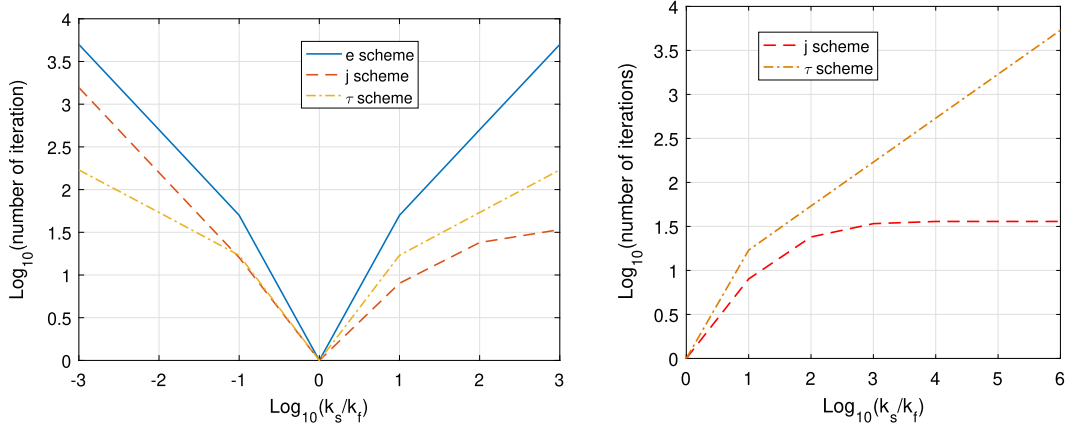 4
3.5
3
2.5
2
1.5
1
0.5
0
-3 -2 -1 0 1 2 3
Log10(number of iteration)
Log10(ks/kf)
e scheme
j scheme
τ scheme
4
3.5
3
2.5
2
1.5
1
0.5
0
0 1 2 3 4 5 6
Log10(number of iterations)
Log10(ks/kf)
j scheme
τ scheme